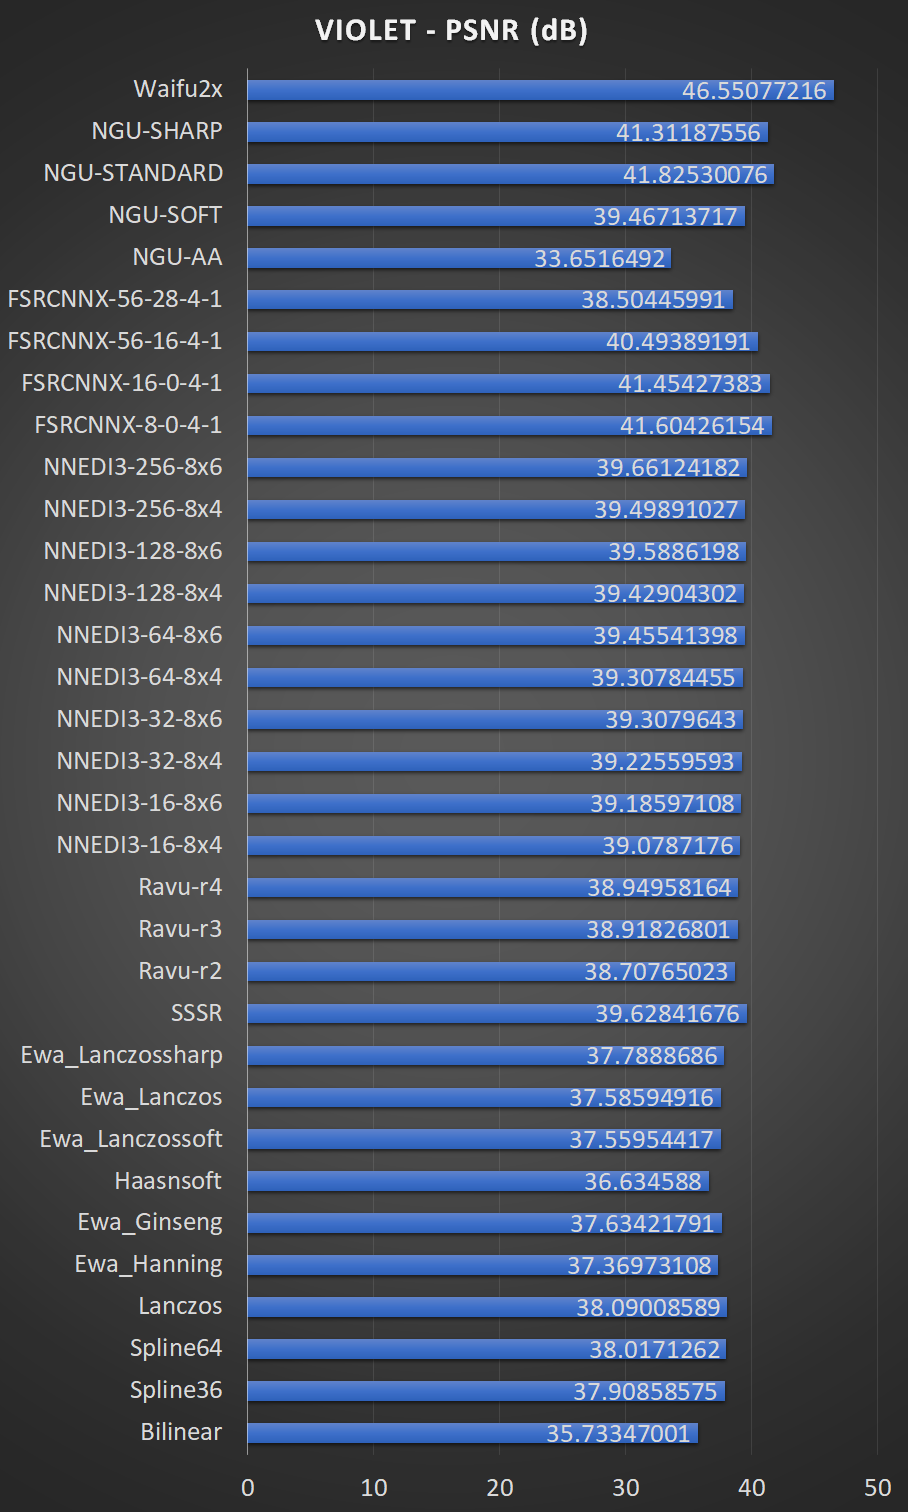 VIOLET - PSNR (dB)
Waifu2x 46.55077216
NGU-SHARP 41.31187556
NGU-STANDARD 41.82530076
NGU-SOFT 39.46713717
NGU-AA 33.6516492
FSRCNNX-56-28-4-1 38.50445991
FSRCNNX-56-16-4-1 40.49389191
FSRCNNX-16-0-4-1 41.45427383
FSRCNNX-8-0-4-1 41.60426154
NNEDI3-256-8x6 39.66124182
NNEDI3-256-8x4 39.49891027
NNEDI3-128-8x6 39.5886198
NNEDI3-128-8x4 39.42904302
NNEDI3-64-8x6 39.45541398
NNEDI3-64-8x4 39.30784455
NNEDI3-32-8x6 39.3079643
NNEDI3-32-8x4 39.22559593
NNEDI3-16-8x6 39.18597108
NNEDI3-16-8x4 39.0787176
Ravu-r4 38.94958164
Ravu-r3 38.91826801
Ravu-r2 38.70765023
SSSR 39.62841676
Ewa_Lanczossharp 37.7888686
Ewa_Lanczos 37.58594916
Ewa_Lanczossoft 37.55954417
Haasnsoft 36.634588
Ewa_Ginseng 37.63421791
Ewa_Hanning 37.36973108
Lanczos 38.09008589
Spline64 38.0171262
Spline36 37.90858575
Bilinear 35.73347001
0 10 20 30 40 50